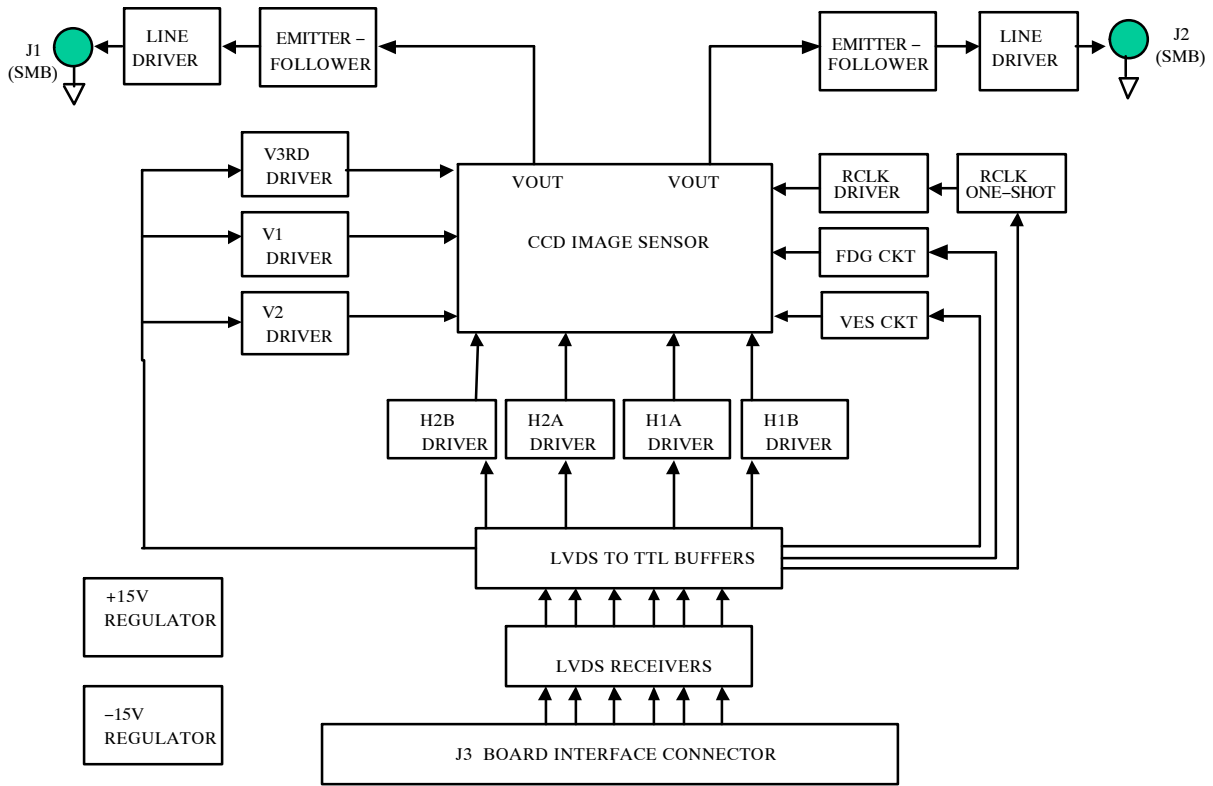 J1
(SMB)
LINE
DRIVER
EMITTER –
FOLLOWER
EMITTER –
FOLLOWER
LINE
DRIVER
J2
(SMB)
V3RD
DRIVER
V1
DRIVER
V2
DRIVER
VOUT
VOUT
CCD IMAGE SENSOR
RCLK
DRIVER
RCLK
ONE–SHOT
FDG CKT
VES CKT
H2B
DRIVER
H2A
DRIVER
H1A
DRIVER
H1B
DRIVER
LVDS TO TTL BUFFERS
+15V
REGULATOR
LVDS RECEIVERS
–15V
REGULATOR
J3 BOARD INTERFACE CONNECTOR